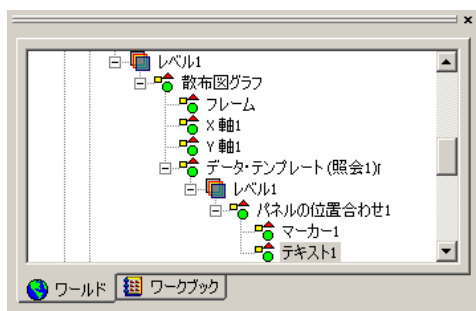 レベル1
散布図グラフ
フレーム
X 軸1
Y 軸1
データ・テンプレート(照会1)r
レベル1
パネルの位置合わせ1
マーカー1
テキスト1
ワールド ワークブック